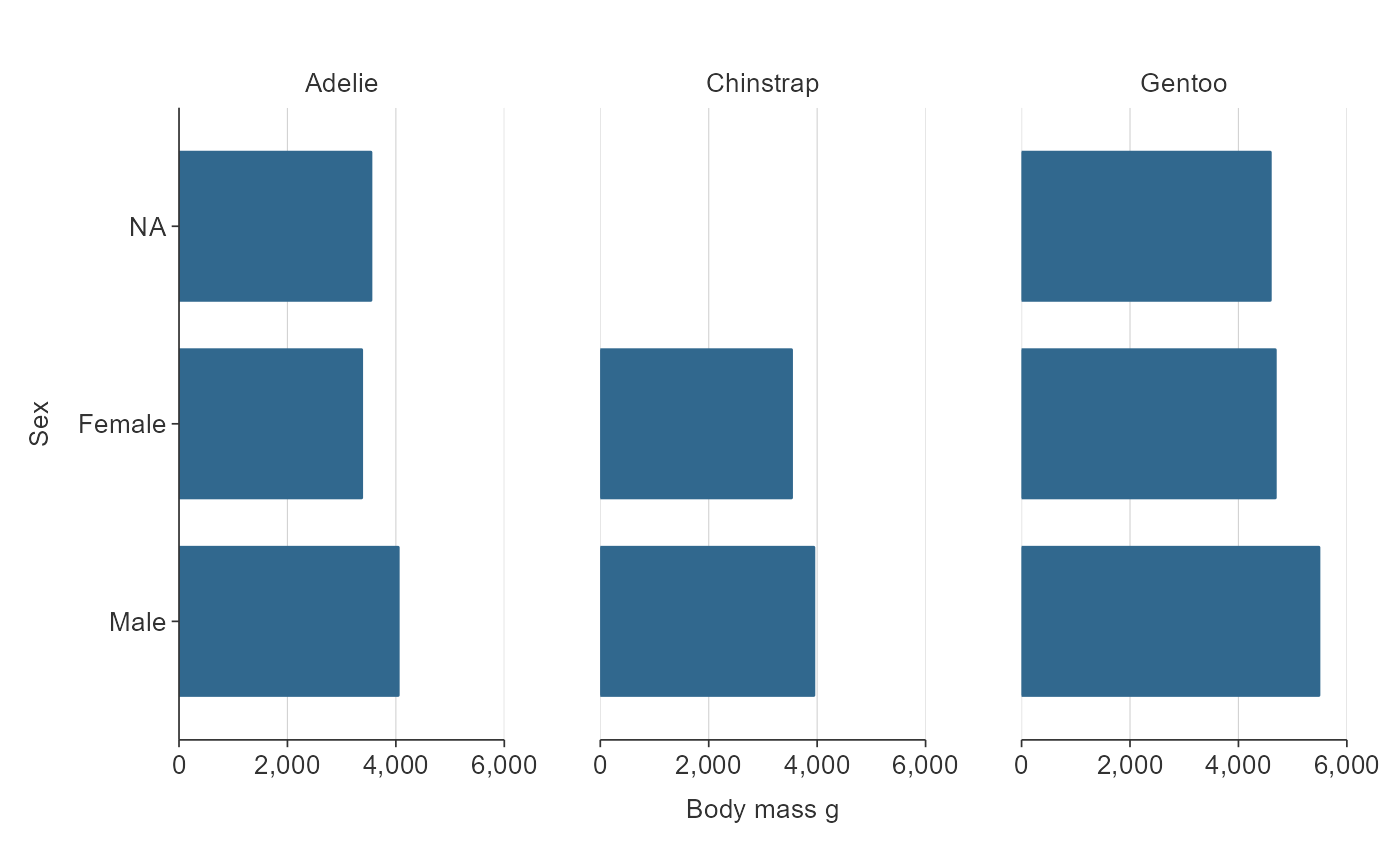 Adelie Chinstrap Gentoo
NA
Female
Male
Sex
0 2,000 4,000 6,000 0 2,000 4,000 6,000 0 2,000 4,000 6,000
Body mass g